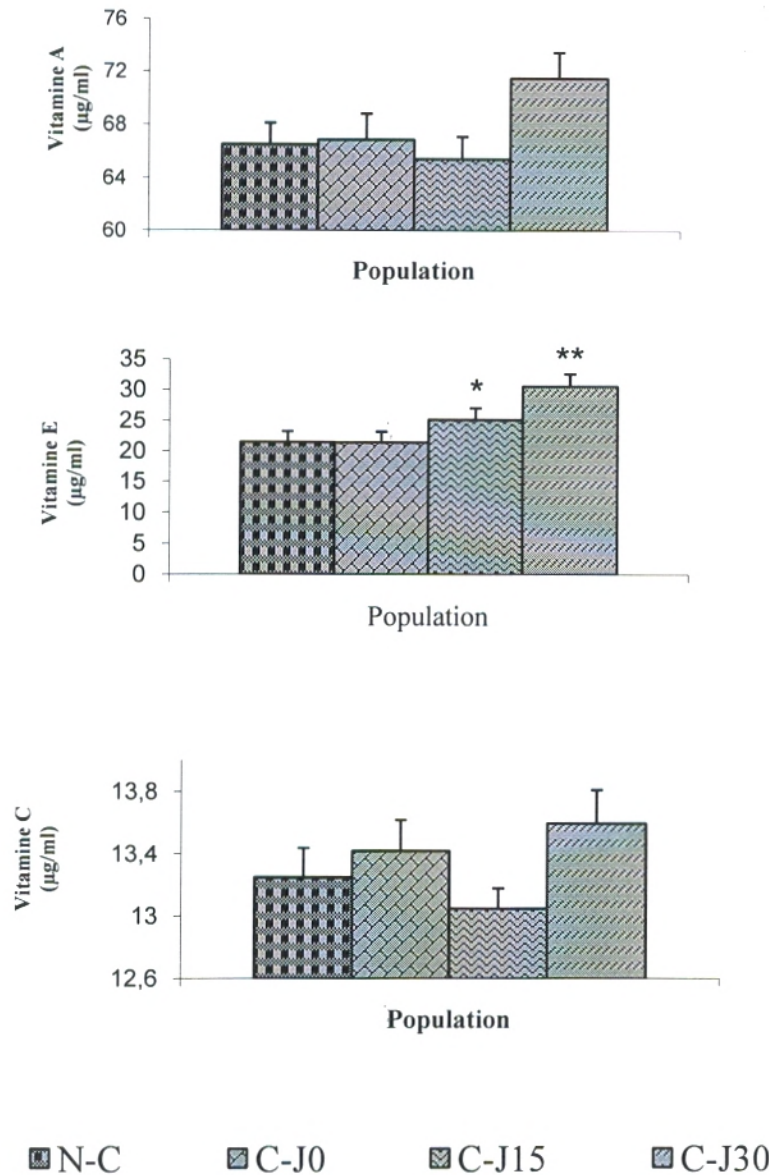 Vitamine A
(µg/ml)
76
72
68
64
60
Population
Vitamine E
(µg/ml)
35
30
25
20
15
10
5
0
*
**
Population
Vitamine C
(µg/ml)
13,8
13,4
13
12,6
Population
N-C C-J0 C-J15 C-J30